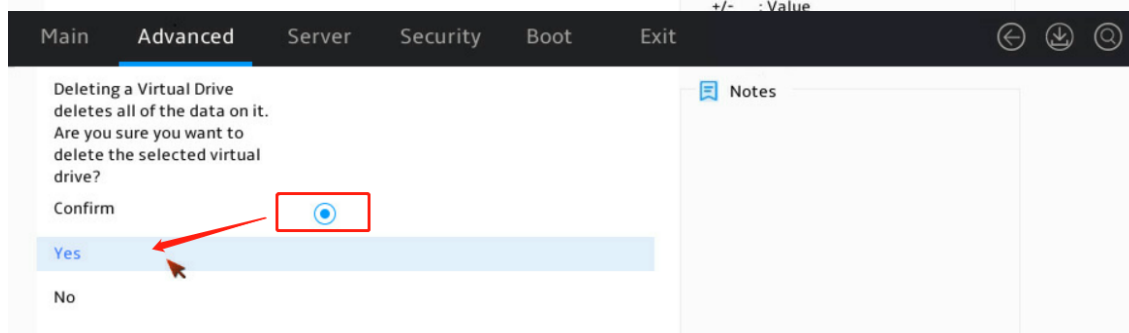 +/- : Value
Main Advanced Server Security Boot Exit
Deleting a Virtual Drive
deletes all of the data on it.
Are you sure you want to
delete the selected virtual
drive?
Confirm
Yes
No
Notes